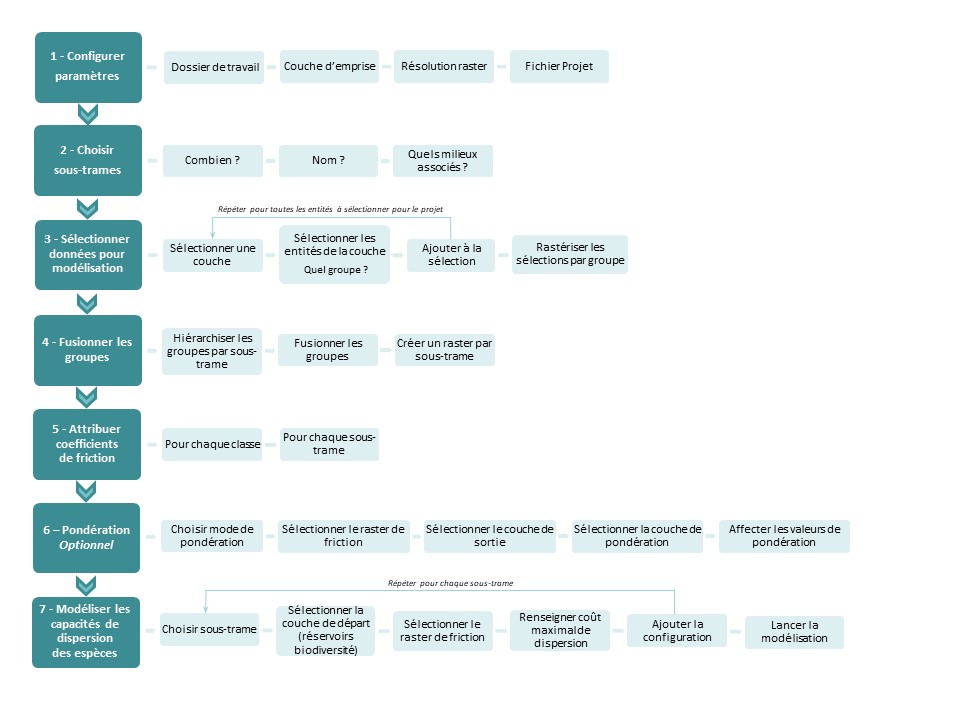 1 - Configurer
paramètres
Dossier de travail
Couche d'emprise
Résolution raster
Fichier Projet
2 - Choisir
sous-trames
Combien ?
Nom ?
Quels milieux
associés ?
Répéter pour toutes les entités à sélectionner pour le projet
3 - Sélectionner
données pour
modélisation
Sélectionner une
couche
Sélectionner les
entités de la couche
Quel groupe ?
Ajouter à la
sélection
Rastériser les
sélections par groupe
4 - Fusionner les
groupes
Hiérarchiser les
groupes par sous-
trame
Fusionner les
groupes
Créer un raster par
sous-trame
5 - Attribuer
coefficients
de friction
Pour chaque classe
Pour chaque sous-
trame
6 – Pondération
Optionnel
Choisir mode de
pondération
Sélectionner le raster de
friction
Sélectionner le couche de
sortie
Sélectionner la couche de
pondération
Affecter les valeurs de
pondération
Répéter pour chaque sous-trame
7 - Modéliser les
capacités de
dispersion
des espèces
Choisir sous-trame
Sélectionner la
couche de départ
(réservoirs
biodiversité)
Sélectionner le
raster de friction
Renseigner coût
maximal de
dispersion
Ajouter la
configuration
Lancer la
modélisation